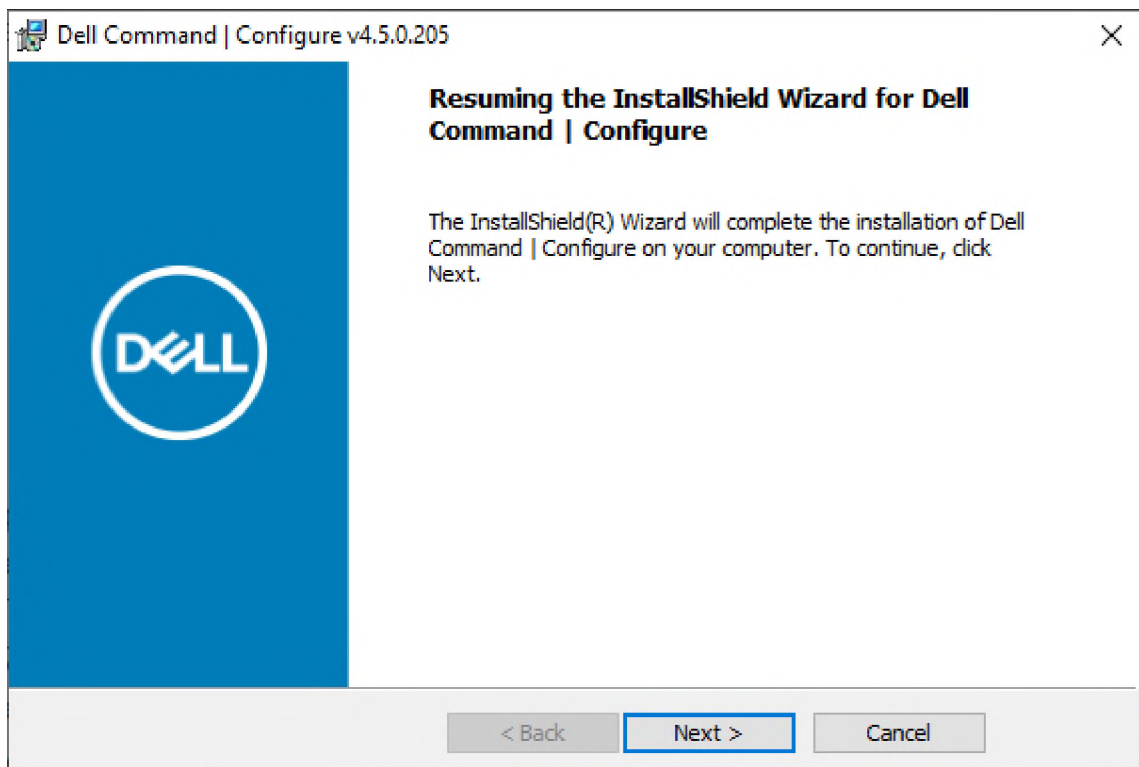 Dell Command | Configure v4.5.0.205
Resuming the InstallShield Wizard for Dell
Command | Configure
The InstallShield(R) Wizard will complete the installation of Dell
Command | Configure on your computer. To continue, click
Next.
DELL
< Back
Next >
Cancel